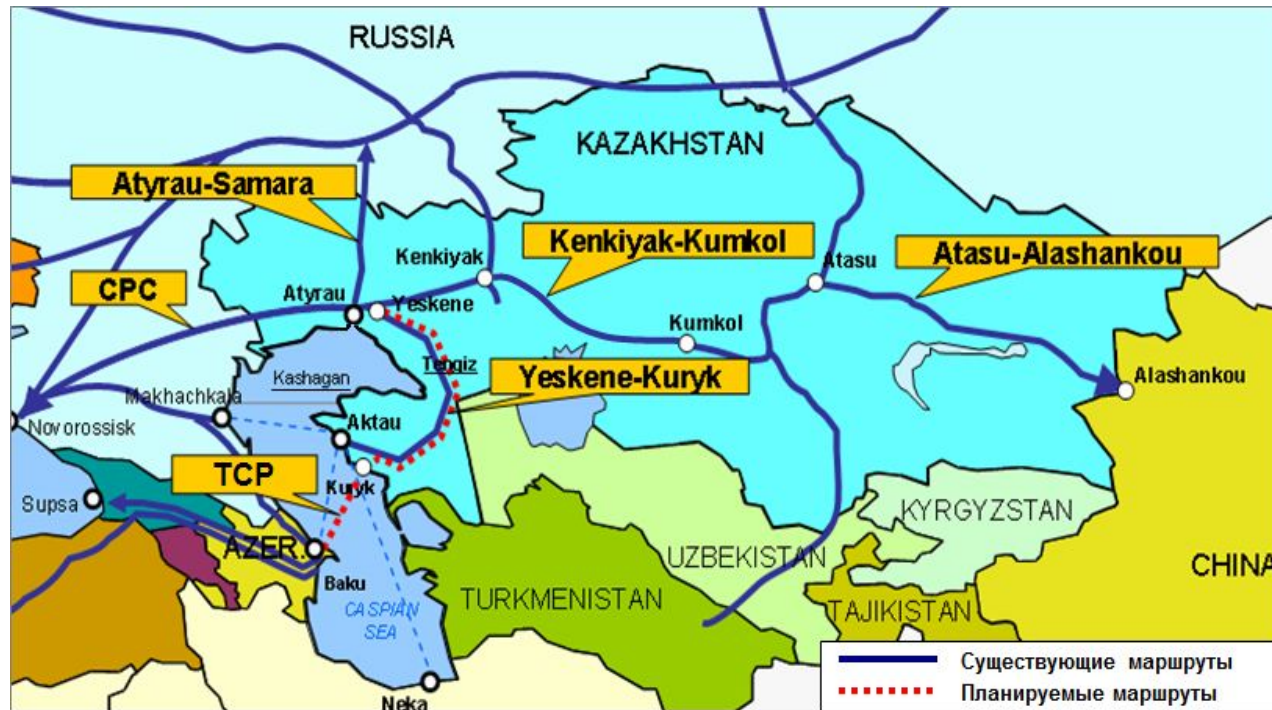 RUSSIA
KAZAKHSTAN
Atyrau-Samara
Kenkiyak-Kumkol
Atasu-Alashankou
Kenkiyak
Atasu
CPC
Atyrau
Yeskene
Kumkol
Tengiz
Kashagan
Yeskene-Kuryk
Alashankou
Makhachkala
Aktau
Novorossisk
TCP
Kuryk
Supsa
KYRGYZSTAN
AZER.
UZBEKISTAN
CHINA
Baku
TURKMENISTAN
CASPIAN
SEA
TAJIKISTAN
Существующие маршруты
Планируемые маршруты
Neka